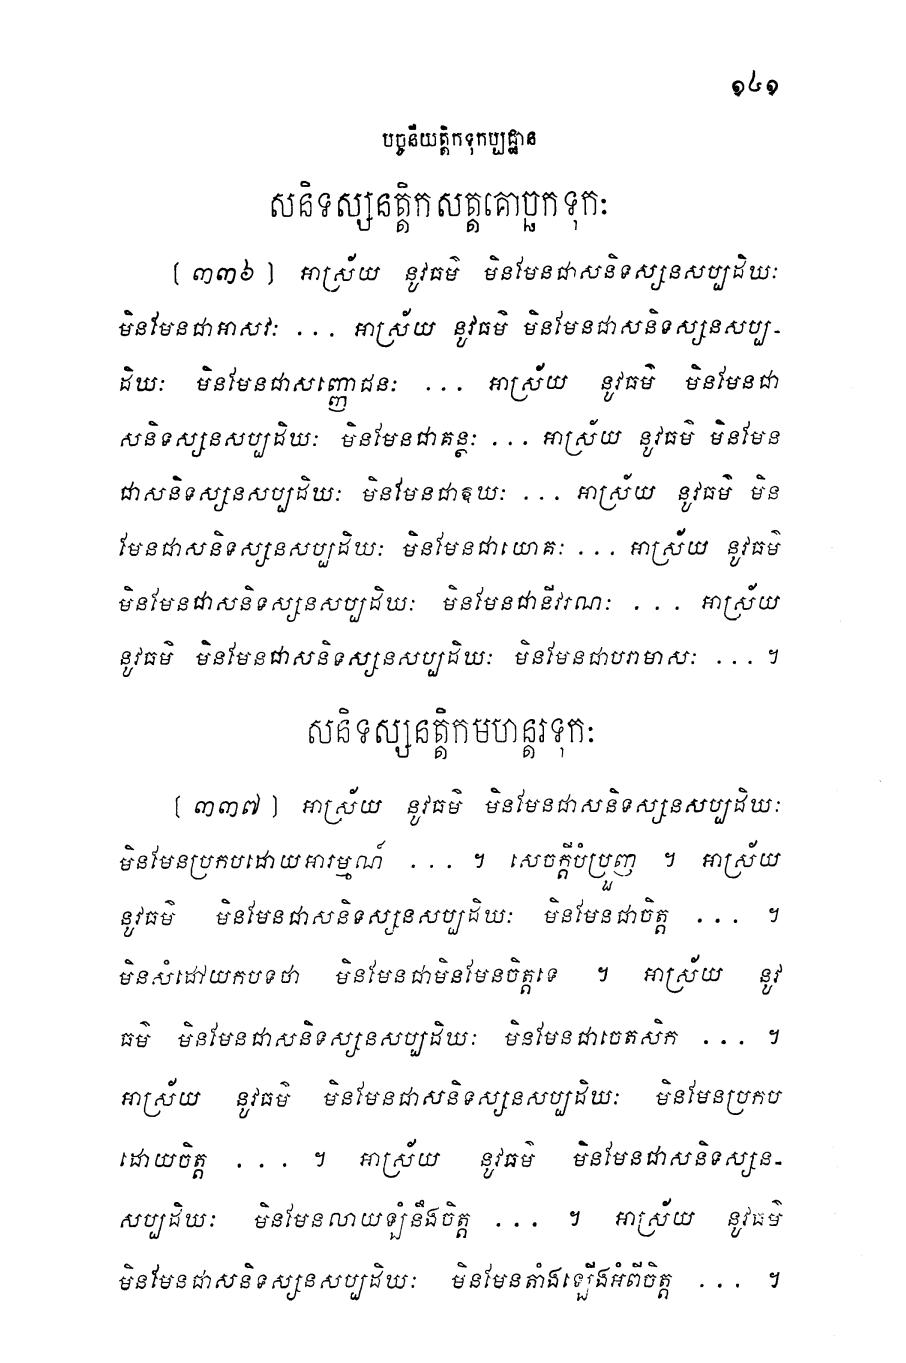 ១៤១
បច្ចនីយត្តិកទុកប្បដ្ឋាន
សនិទស្សនត្តិកសត្តគោច្ឆកទុកៈ
(៣៣៦) អាស្រ័យ នូវធម៌ មិនមែនជាសនិទស្សនសប្បដិឃៈ
មិនមែនជាអាសវៈ ... អាស្រ័យ នូវធម៌ មិនមែនជាសនិទស្សនសប្ប-
ដិឃៈ មិនមែនជាសញ្ញោជនៈ ... អាស្រ័យ នូវធម៌ មិនមែនជា
សនិទស្សនសប្បដិឃៈ មិនមែនជាគន្ថៈ ... អាស្រ័យ នូវធម៌ មិនមែន
ជាសនិទស្សនសប្បដិឃៈ មិនមែនជាឱឃៈ ... អាស្រ័យ នូវធម៌ មិន
មែនជាសនិទស្សនសប្បដិឃៈ មិនមែនជាយោគៈ ... អាស្រ័យ នូវធម៌
មិនមែនជាសនិទស្សនសប្បដិឃៈ មិនមែនជានីវរណៈ ... អាស្រ័យ
នូវធម៌ មិនមែនជាសនិទស្សនសប្បដិឃៈ មិនមែនជាបរាមាសៈ ... ។
សនិទស្សនត្តិកមហន្តរទុកៈ
(៣៣៧) អាស្រ័យ នូវធម៌ មិនមែនជាសនិទស្សនសប្បដិឃៈ
មិនមែនប្រកបដោយអារម្មណ៍ ... ។ សេចក្តីបំប្រួញ ។ អាស្រ័យ
នូវធម៌ មិនមែនជាសនិទស្សនសប្បដិឃៈ មិនមែនជាចិត្ត ... ។
មិនសំដៅយកបទថា មិនមែនជាមិនមែនចិត្តទេ ។ អាស្រ័យ នូវ
ធម៌ មិនមែនជាសនិទស្សនសប្បដិឃៈ មិនមែនជាចេតសិក ... ។
អាស្រ័យ នូវធម៌ មិនមែនជាសនិទស្សនសប្បដិឃៈ មិនមែនប្រកប
ដោយចិត្ត ... ។ អាស្រ័យ នូវធម៌ មិនមែនជាសនិទស្សន-
សប្បដិឃៈ មិនមែនលាយឡំនឹងចិត្ត ... ។ អាស្រ័យ នូវធម៌
មិនមែនជាសនិទស្សនសប្បដិឃៈ មិនមែនតាំងឡើងអំពីចិត្ត ... ។